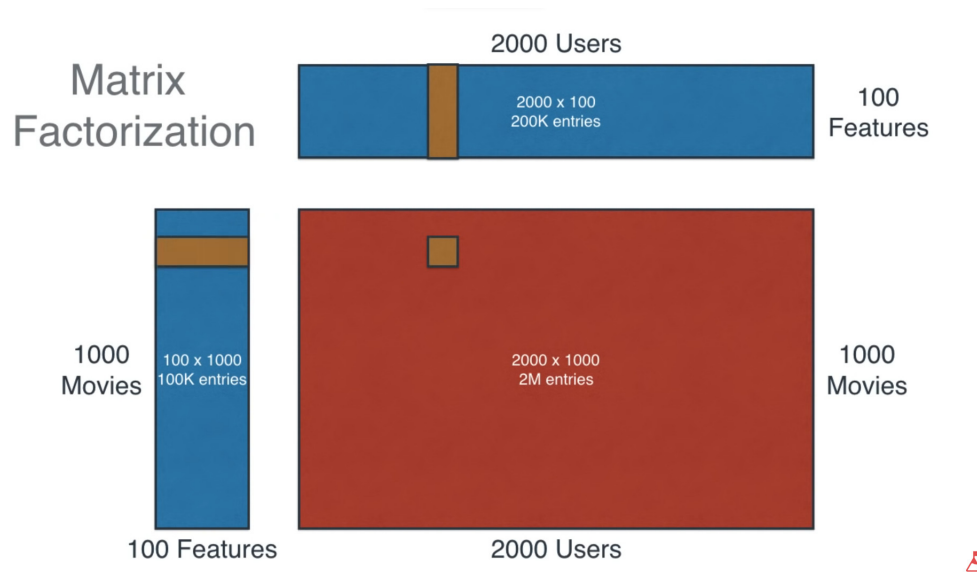 Matrix
Factorization
2000 Users
2000 x 100
200K entries
100
Features
1000
Movies
100 x 1000
100K entries
2000 x 1000
2M entries
1000
Movies
100 Features
2000 Users